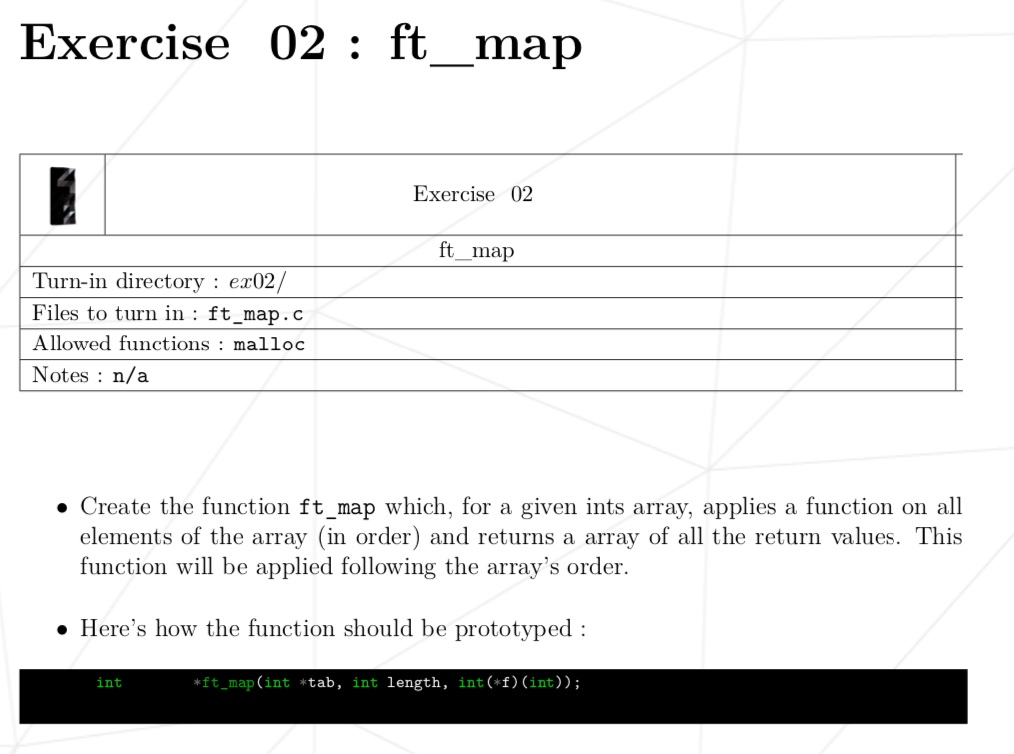 Exercise 02 : ft_map
Exercise 02
ft_map
Turn-in directory : ex02/
Files to turn in : ft_map.c
Allowed functions : malloc
Notes : n/a
• Create the function ft_map which, for a given ints array, applies a function on all
elements of the array (in order) and returns a array of all the return values. This
function will be applied following the array's order.
• Here's how the function should be prototyped :
int *ft_map(int *tab, int length, int(*f)(int));